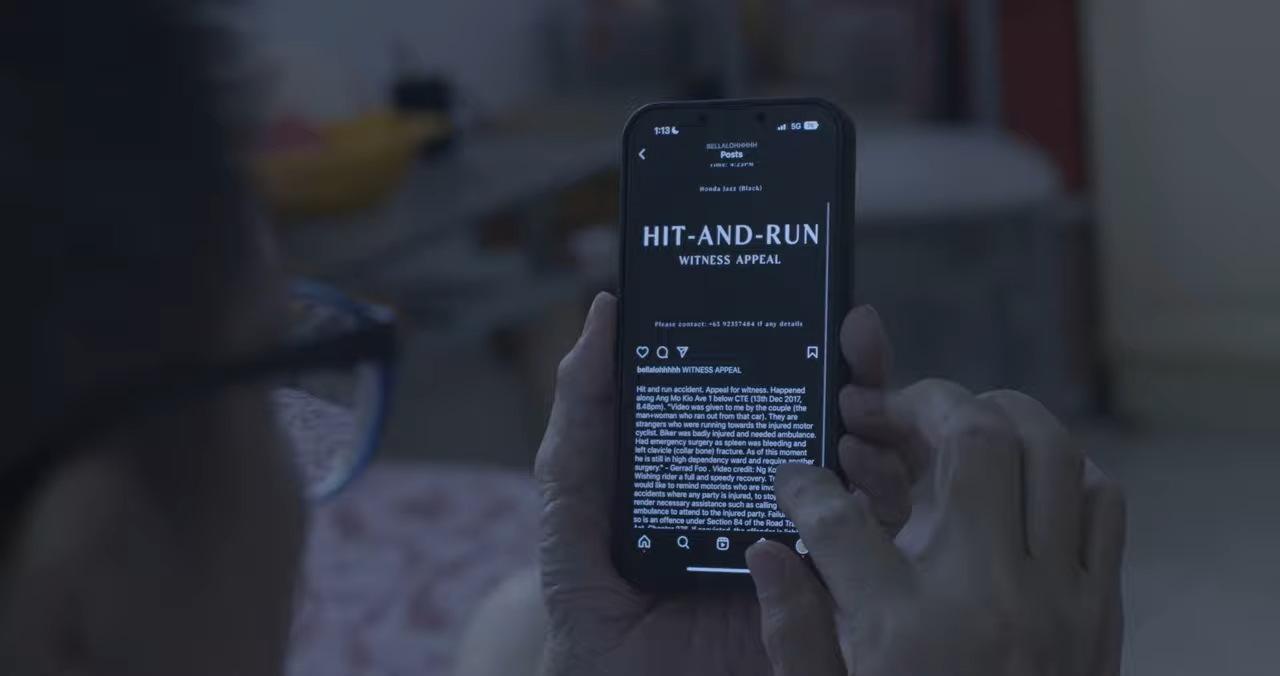 1:13
5G
BELLALOHHHHH
Posts
TIME: 4:23PM
Honda Jazz (Black)
HIT-AND-RUN
WITNESS APPEAL
Please contact: +65 92357484 if any details
bellalohhhhh WITNESS APPEAL
Hit and run accident. Appeal for witness. Happened
along Ang Mo Kio Ave 1 below CTE (13th Dec 2017,
8.48pm). "Video was given to me by the couple (the
man+woman who ran out from that car). They are
strangers who were running towards the injured motor
cyclist. Biker was badly injured and needed ambulance.
Had emergency surgery as spleen was bleeding and
left clavicle (collar bone) fracture. As of this moment
he is still in high dependency ward and require another
surgery." - Gerrad Foo . Video credit: Ng Ko
Wishing rider a full and speedy recovery.
would like to remind motorists who are
accidents where any party is injured, to
render necessary assistance such as calling
ambulance to attend to the injured party.
so is an offence under Section 84 of the Road